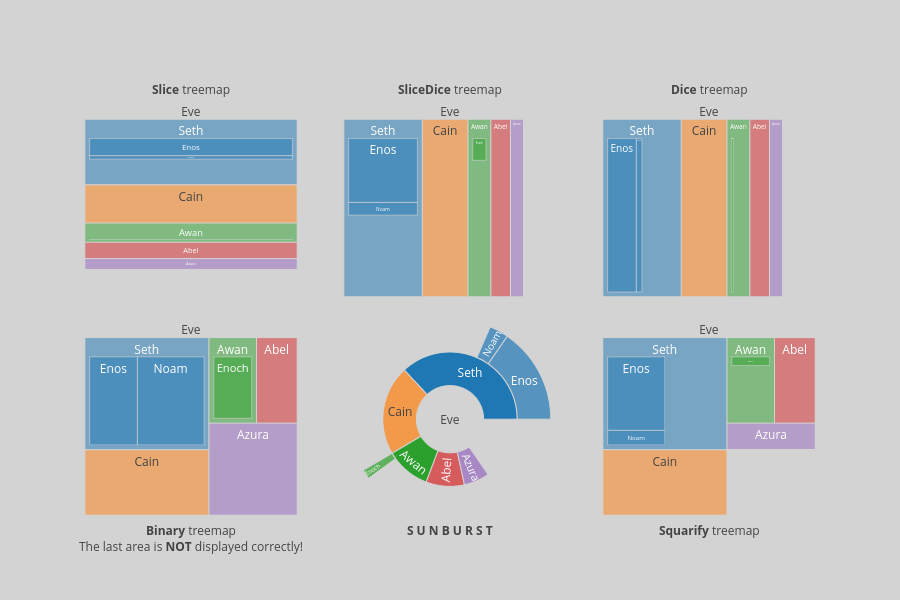 Slice treemap
Eve
Seth
Enos
Cain
Awan
Abel
SliceDice treemap
Eve
Seth
Enos
Noam
Cain
Awan
Abel
Dice treemap
Eve
Seth
Enos
Cain
Awan
Abel
Eve
Seth
Enos
Noam
Awan
Enoch
Abel
Azura
Cain
Binary treemap
The last area is NOT displayed correctly!
Noam
Seth
Enos
Cain
Eve
Awan
Abel
Azura
Enoch
SUNBURST
Eve
Seth
Enos
Noam
Awan
Abel
Azura
Cain
Squarify treemap